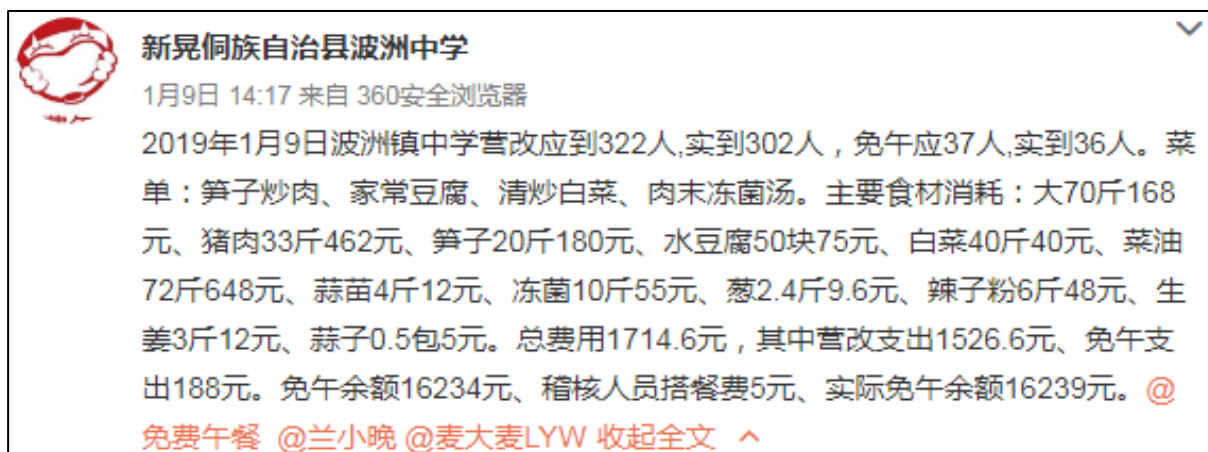 新晃侗族自治县波洲中学
1月9日 14:17 来自 360安全浏览器
2019年1月9日波洲镇中学营改应到322人,实到302人，免午应37人,实到36人。菜
单：笋子炒肉、家常豆腐、清炒白菜、肉末冻菌汤。主要食材消耗：大70斤168
元、猪肉33斤462元、笋子20斤180元、水豆腐50块75元、白菜40斤40元、菜油
72斤648元、蒜苗4斤12元、冻菌10斤55元、葱2.4斤9.6元、辣子粉6斤48元、生
姜3斤12元、蒜子0.5包5元。总费用1714.6元，其中营改支出1526.6元、免午支
出188元。免午余额16234元、稽核人员搭餐费5元、实际免午余额16239元。@
免费午餐 @兰小晚 @麦大麦LYW 收起全文